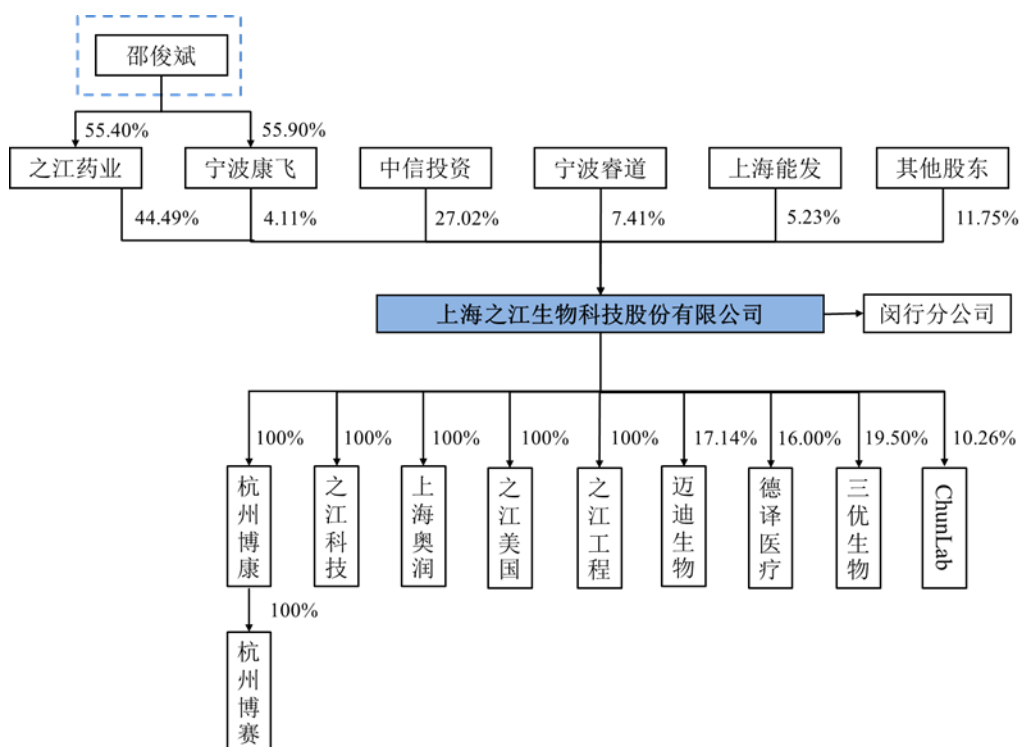 邵俊斌
55.40%
55.90%
之江药业
宁波康飞
中信投资
宁波睿道
上海能发
其他股东
44.49%
4.11%
27.02%
7.41%
5.23%
11.75%
上海之江生物科技股份有限公司
闵行分公司
100%
100%
100%
100%
100%
17.14%
16.00%
19.50%
10.26%
杭州博康
之江科技
上海奥润
之江美国
之江工程
迈迪生物
德译医疗
三优生物
ChunLab
100%
杭州博赛